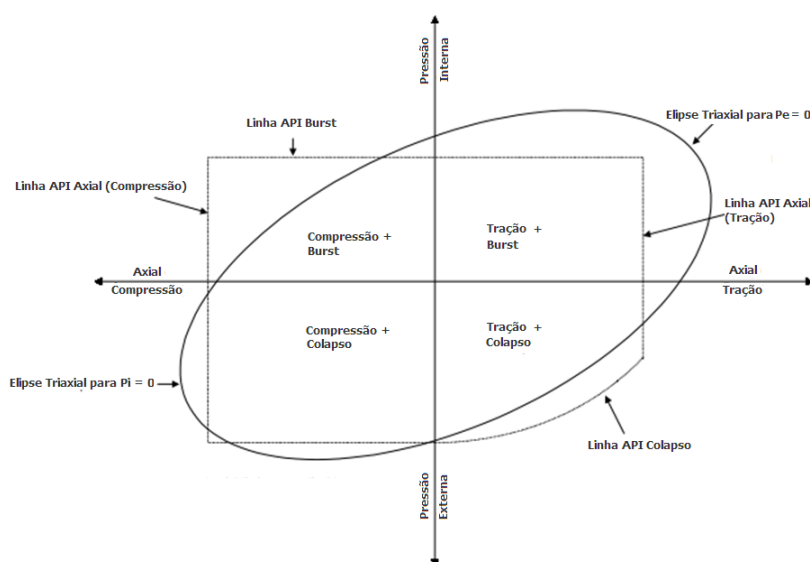 Pressão
Interna
Linha API Burst
Elipse Triaxial para Pe = 0
Linha API Axial (Compressão)
Linha API Axial
(Tração)
Compressão +
Burst
Tração +
Burst
Axial
Compressão
Axial
Tração
Compressão +
Colapso
Tração +
Colapso
Elipse Triaxial para Pi = 0
Linha API Colapso
Pressão
Externa